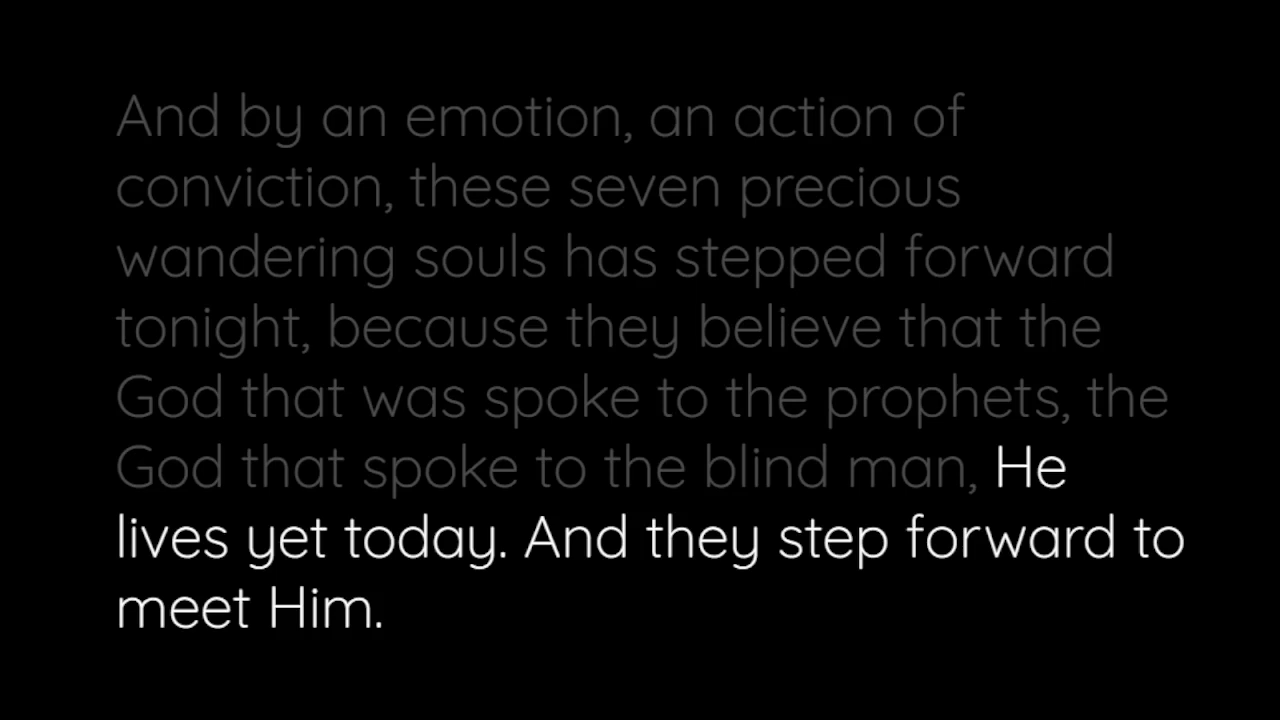 And by an emotion, an action of
conviction, these seven precious
wandering souls has stepped forward
tonight, because they believe that the
God that was spoke to the prophets, the
God that spoke to the blind man, He
lives yet today. And they step forward to
meet Him.